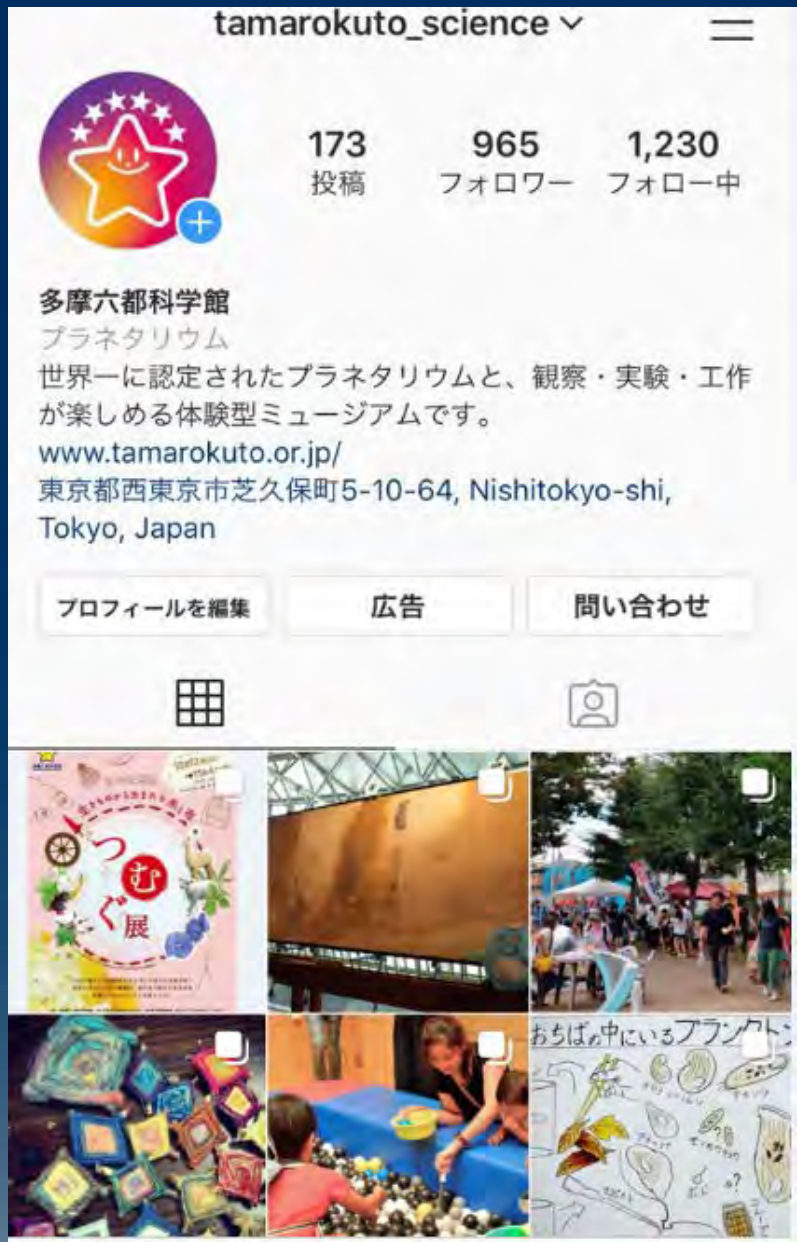 tamarokuto_science
173
965
1,230
投稿
フォロワー
フォロー中
多摩六都科学館
プラネタリウム
世界一に認定されたプラネタリウムと、観察・実験・工作
が楽しめる体験型ミュージアムです。
www.tamarokuto.or.jp/
東京都西東京市芝久保町5-10-64, Nishitokyo-shi,
Tokyo, Japan
プロフィールを編集
広告
問い合わせ
つむぐ展
おちばの中にいるプランクトン